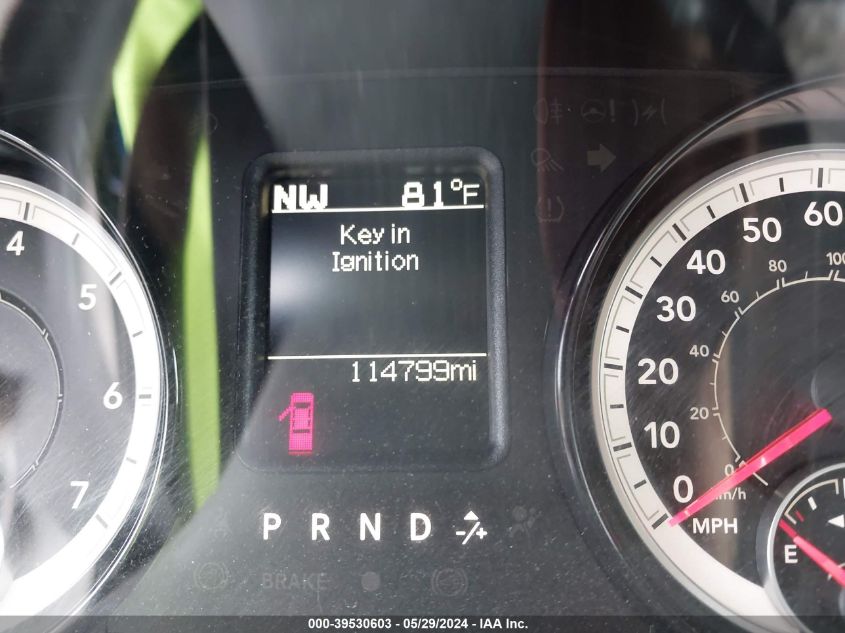 NW 81°F
Key in
Ignition
114799mi
P R N D -/+
4
5
6
7
60
50
40
30
20
10
0
MPH
100
80
60
40
20
0
km/h
E
BRAKE
000-39530603 - 05/29/2024 - IAA Inc.